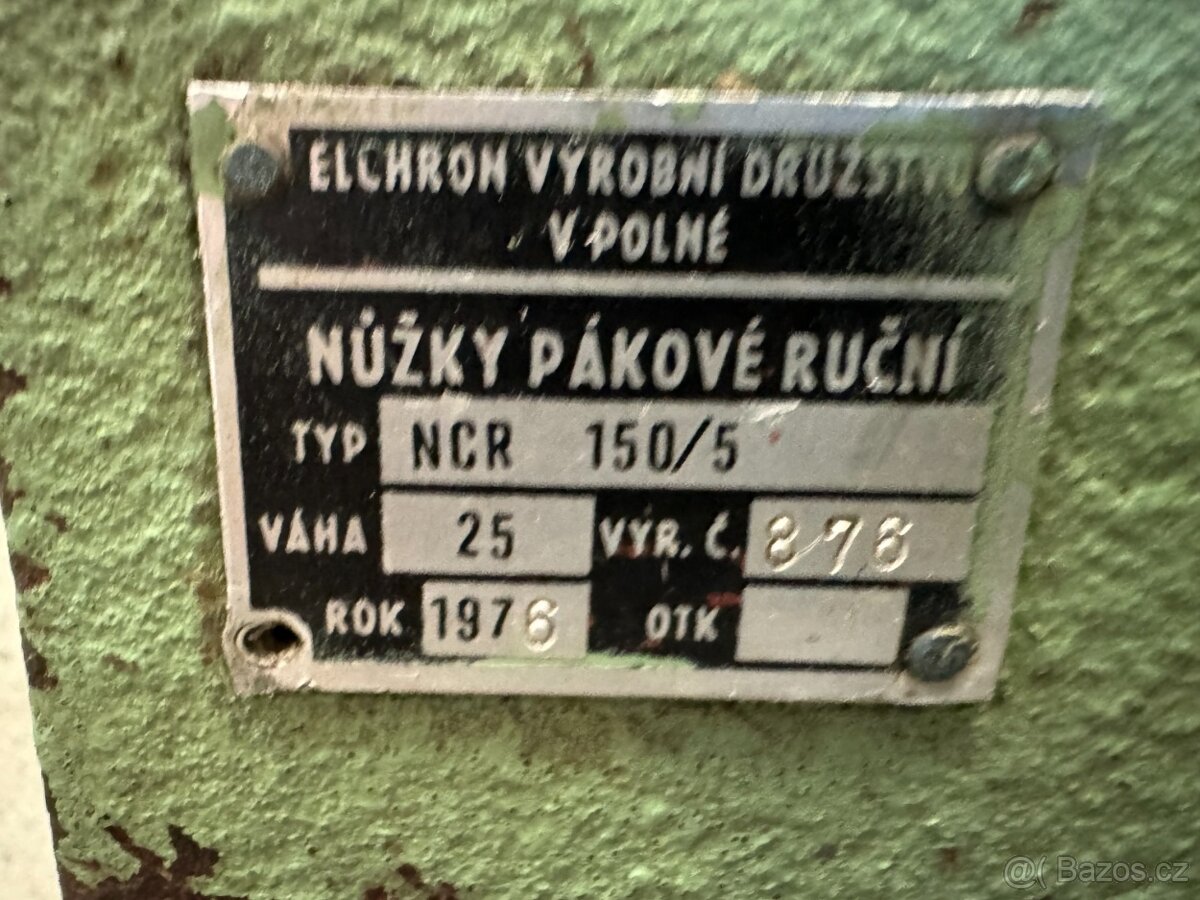 ELCHRON VÝROBNÍ DRUŽSTVO
V POLNÉ
NŮŽKY PÁKOVÉ RUČNÍ
TYP NCR 150/5
VÁHA 25 VÝR. Č. 876
ROK 1976 OTK
@( Bazos.cz